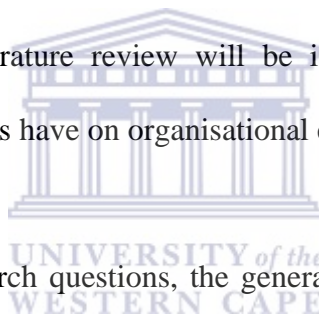 rature review will be i
s have on organisational
UNIVERSITY of the
rch questions, the genera
WESTERN CAPE